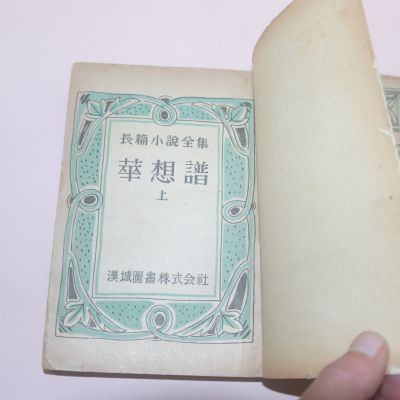 長篇小說全集
華想譜
上
漢城圖書株式会社